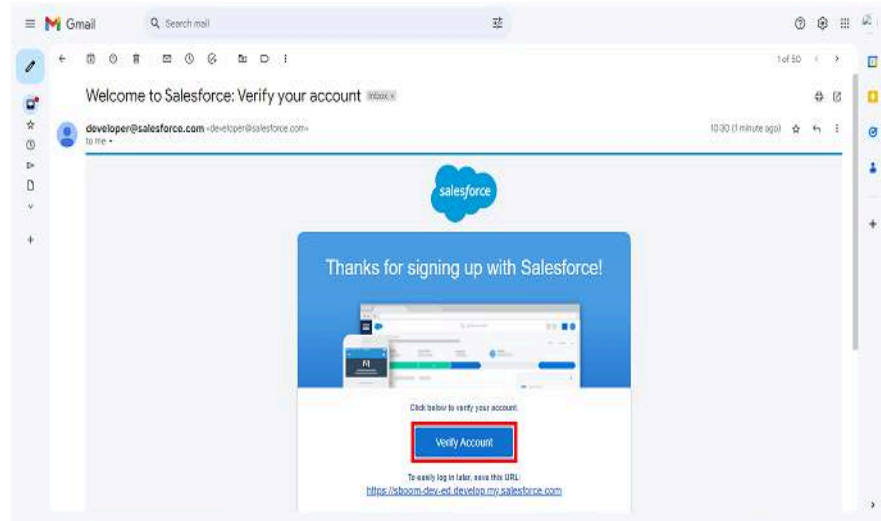 Gmail
Search mail
1 of 50
Welcome to Salesforce: Verify your account Inbox ×
developer@salesforce.com <developer@salesforce.com>
10:30 (1 minute ago)
to me
salesforce
Thanks for signing up with Salesforce!
Click below to verify your account.
Verify Account
To easily log in later, save this URL:
https://sboom-dev-ed.develop.my.salesforce.com